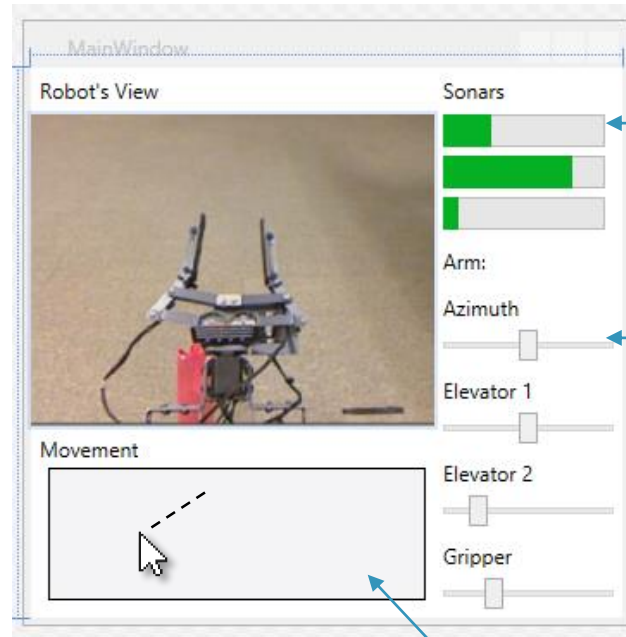 MainWindow
Robot's View
Sonars
Arm:
Azimuth
Elevator 1
Movement
Elevator 2
Gripper